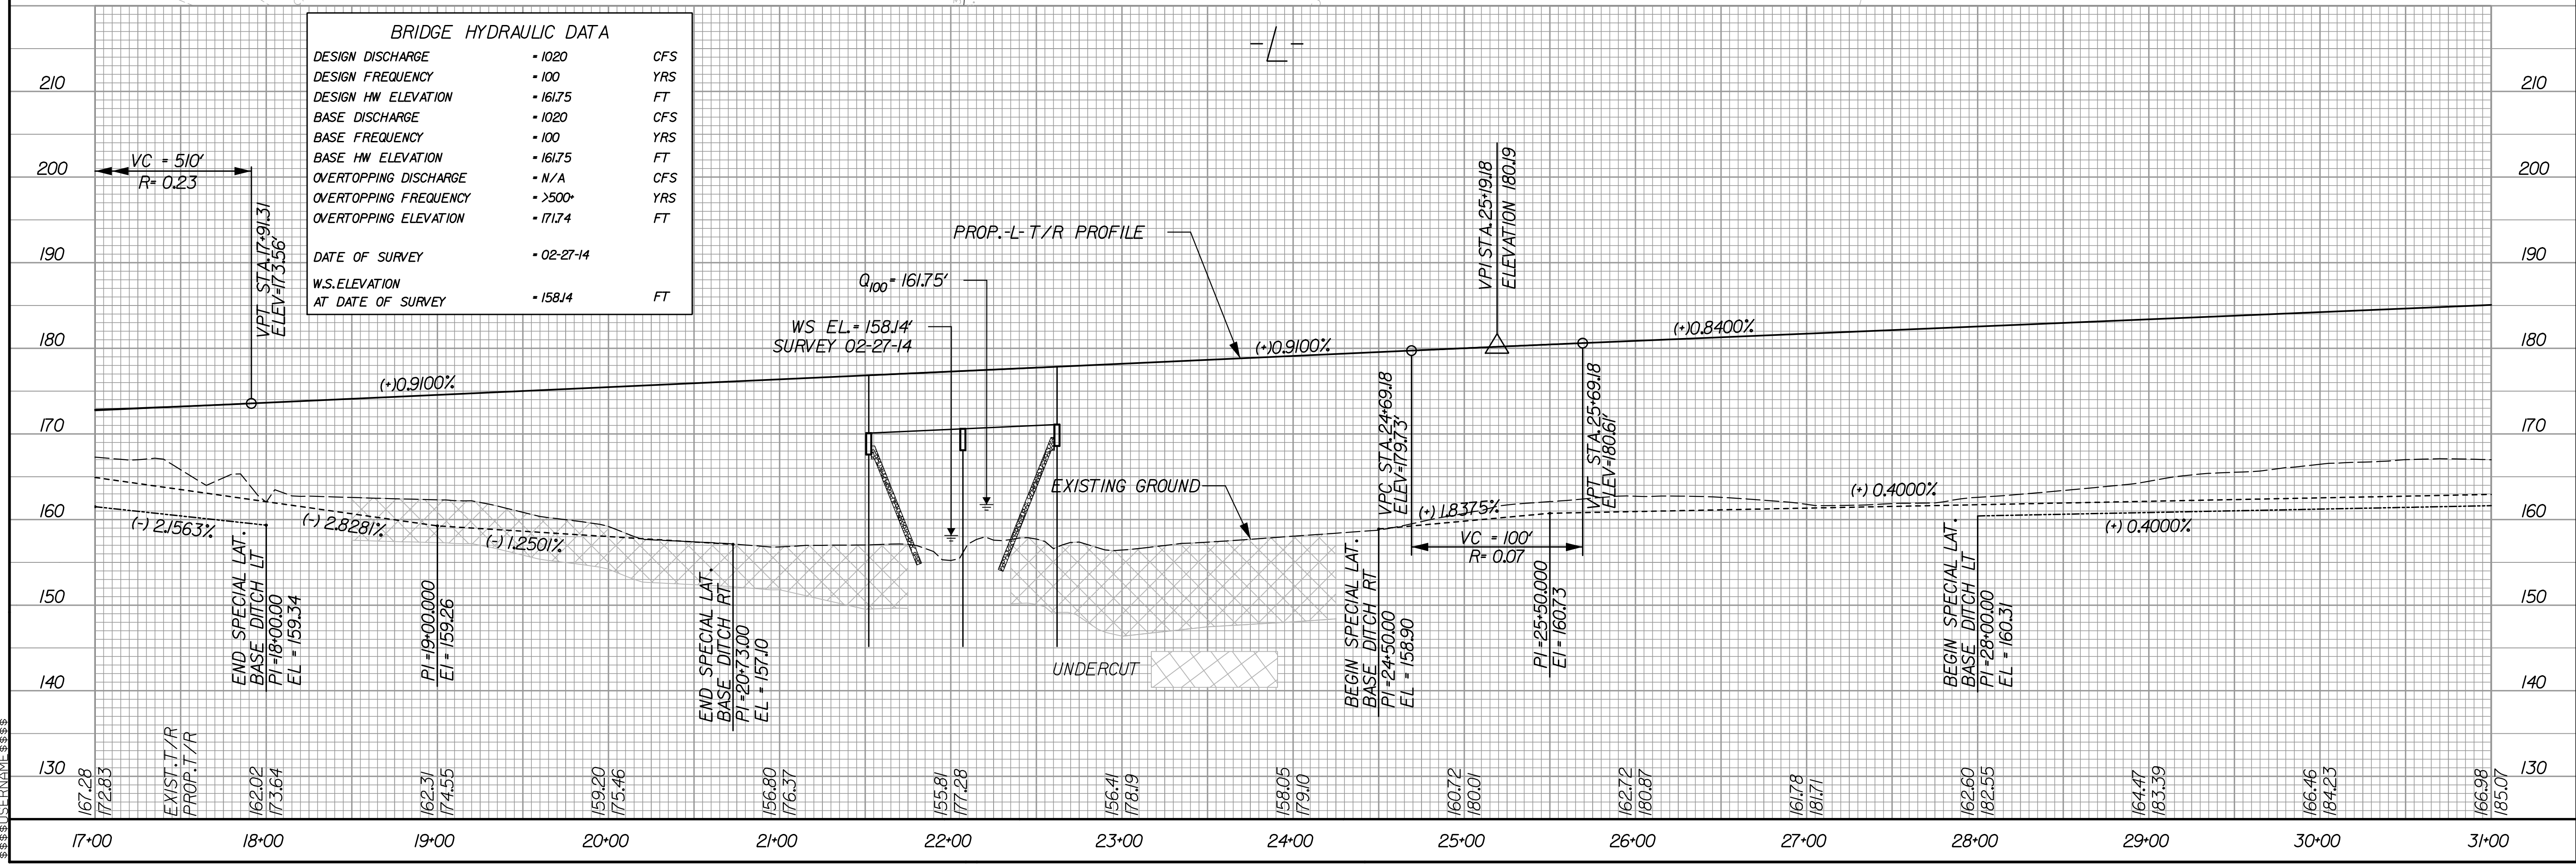 BRIDGE HYDRAULIC DATA
DESIGN DISCHARGE = 1020 CFS
DESIGN FREQUENCY = 100 YRS
DESIGN HW ELEVATION = 161.75 FT
BASE DISCHARGE = 1020 CFS
BASE FREQUENCY = 100 YRS
BASE HW ELEVATION = 161.75 FT
OVERTOPPING DISCHARGE = N/A CFS
OVERTOPPING FREQUENCY = >500+ YRS
OVERTOPPING ELEVATION = 171.74 FT
DATE OF SURVEY = 02-27-14
W.S.ELEVATION
AT DATE OF SURVEY = 158.14 FT
-L-
210 210
200 200
190 190
180 180
170 170
160 160
150 150
140 140
130 130
VC = 510'
R= 0.23
VPT STA.17+91.31
ELEV=173.56'
(+)0.9100%
PROP.-L- T/R PROFILE
Q100= 161.75'
WS EL.= 158.14'
SURVEY 02-27-14
(+)0.9100%
VPI STA.25+19.18
ELEVATION 180.19
(+)0.8400%
VPC STA.24+69.18
ELEV=179.73'
VPT STA.25+69.18
ELEV=180.61'
EXISTING GROUND
VC = 100'
R= 0.07
(-) 2.1563%
(-) 2.8281%
(-) 1.2501%
(+) 1.8375%
(+) 0.4000%
(+) 0.4000%
END SPECIAL LAT.
BASE DITCH LT
PI =18+00.00
EL = 159.34
PI =19+00.000
El = 159.26
END SPECIAL LAT.
BASE DITCH RT
PI =20+73.00
EL = 157.10
UNDERCUT
BEGIN SPECIAL LAT.
BASE DITCH RT
PI =24+50.00
EL = 158.90
PI =25+50.000
El = 160.73
BEGIN SPECIAL LAT.
BASE DITCH LT
PI =28+00.00
EL = 160.31
EXIST.T/R
PROP.T/R
167.28
172.83
162.02
173.64
162.31
174.55
159.20
175.46
156.80
176.37
155.81
177.28
156.41
178.19
158.05
179.10
160.72
180.01
162.72
180.87
161.78
181.71
162.60
182.55
164.47
183.39
166.46
184.23
166.98
185.07
17+00 18+00 19+00 20+00 21+00 22+00 23+00 24+00 25+00 26+00 27+00 28+00 29+00 30+00 31+00